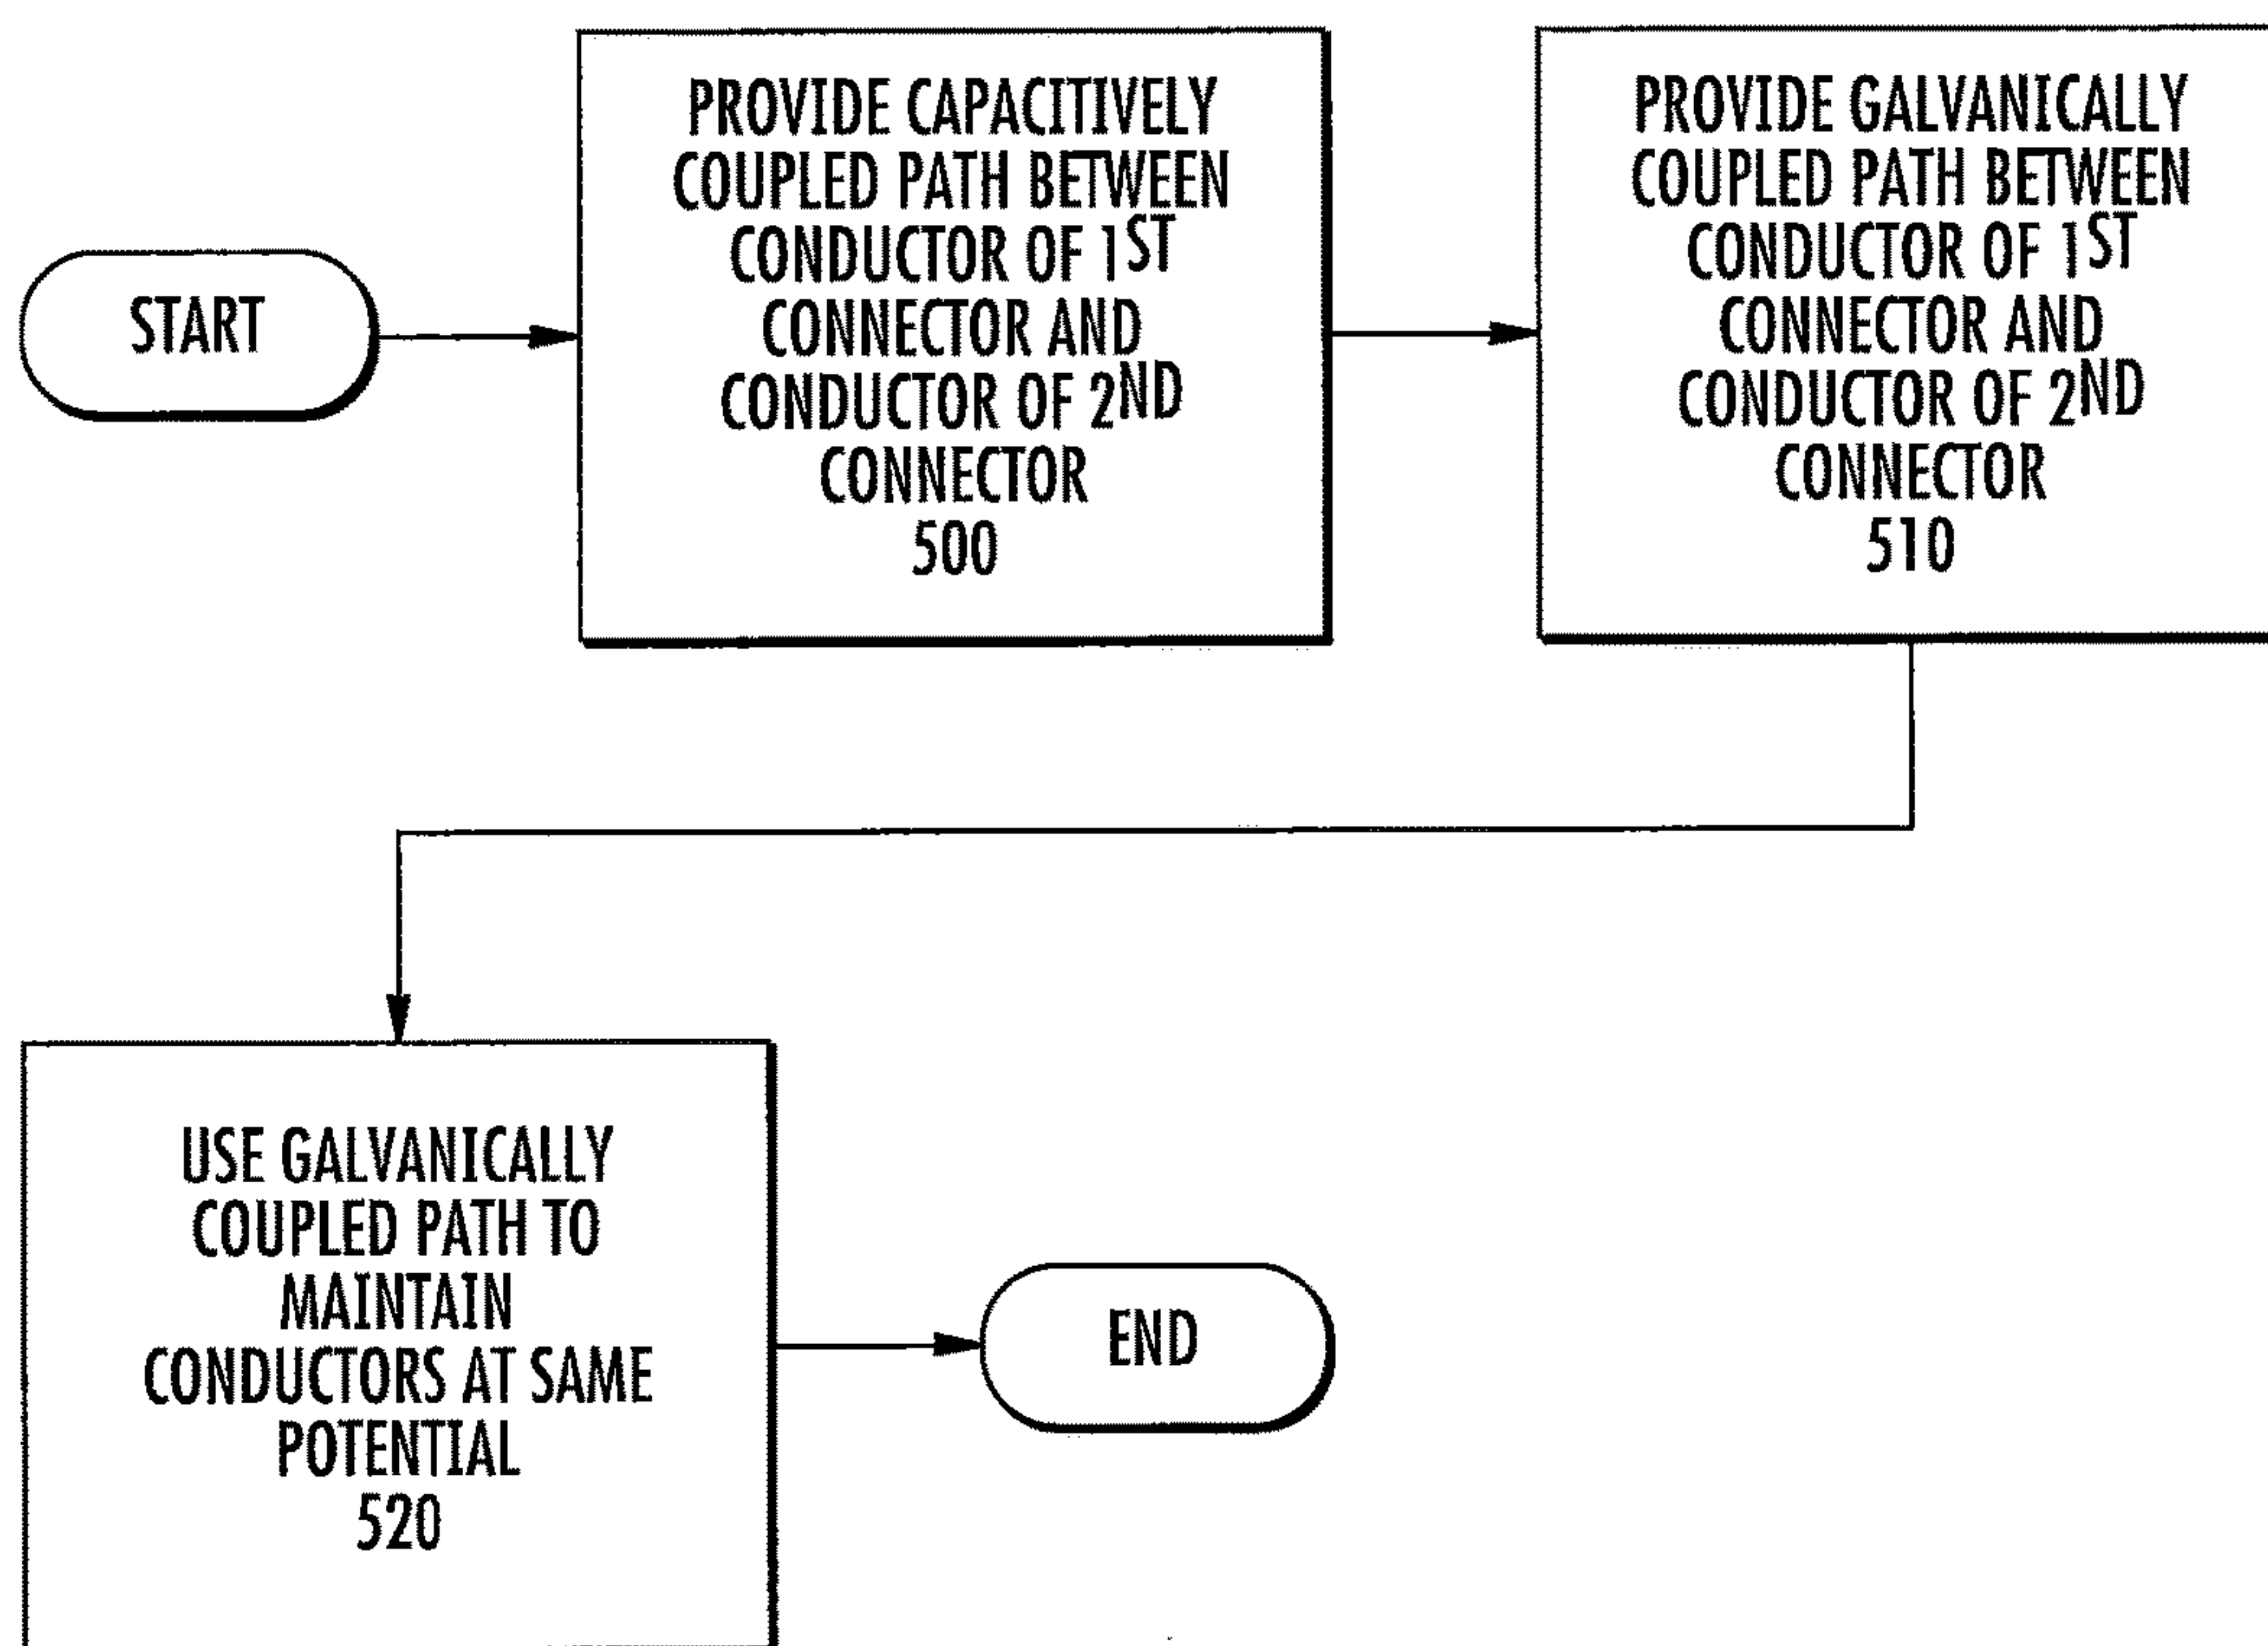 START
PROVIDE CAPACITIVELY
COUPLED PATH BETWEEN
CONDUCTOR OF 1ST
CONNECTOR AND
CONDUCTOR OF 2ND
CONNECTOR
500
PROVIDE GALVANICALLY
COUPLED PATH BETWEEN
CONDUCTOR OF 1ST
CONNECTOR AND
CONDUCTOR OF 2ND
CONNECTOR
510
USE GALVANICALLY
COUPLED PATH TO
MAINTAIN
CONDUCTORS AT SAME
POTENTIAL
520
END